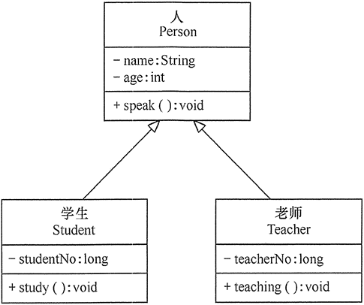 人
Person
- name:String
- age:int
+ speak():void
学生
Student
- studentNo:long
+ study():void
老师
Teacher
- teacherNo:long
+ teaching():void